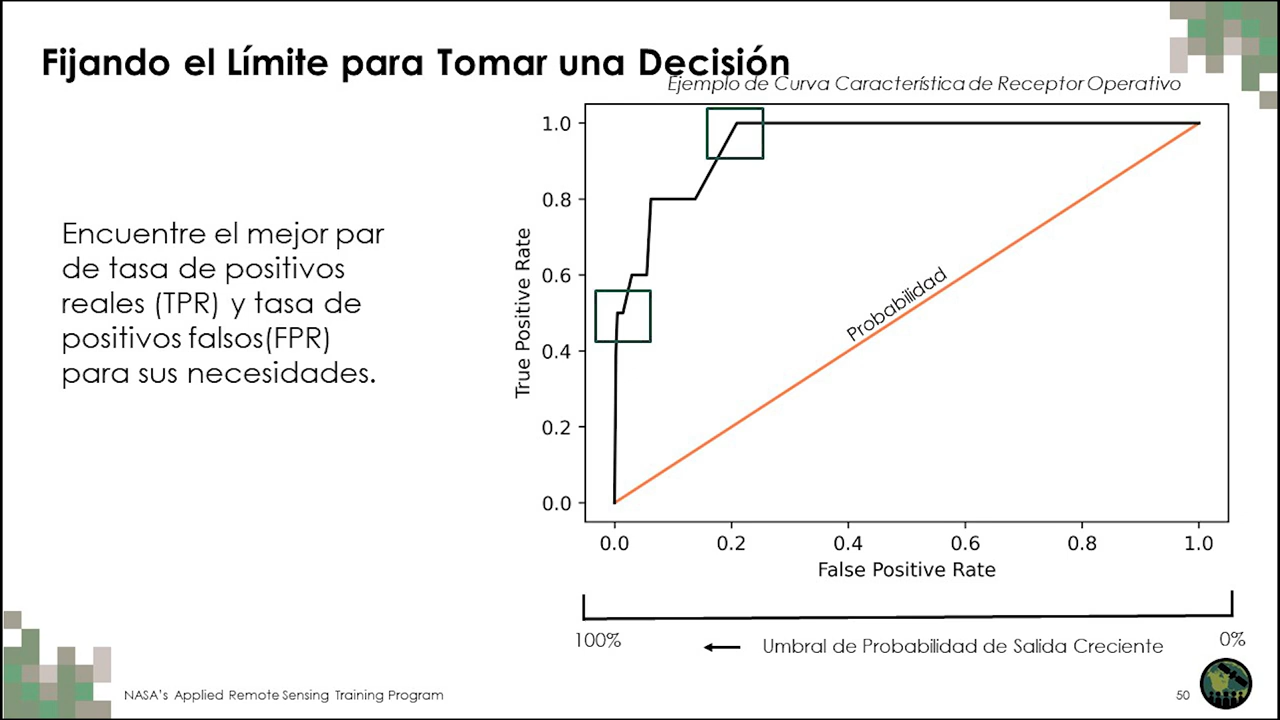 Fijando el Límite para Tomar una Decisión
Ejemplo de Curva Característica de Receptor Operativo
Encuentre el mejor par
de tasa de positivos
reales (TPR) y tasa de
positivos falsos(FPR)
para sus necesidades.
True Positive Rate
1.0
0.8
0.6
0.4
0.2
0.0
Probabilidad
0.0 0.2 0.4 0.6 0.8 1.0
False Positive Rate
100% Umbral de Probabilidad de Salida Creciente 0%
NASA's Applied Remote Sensing Training Program 50